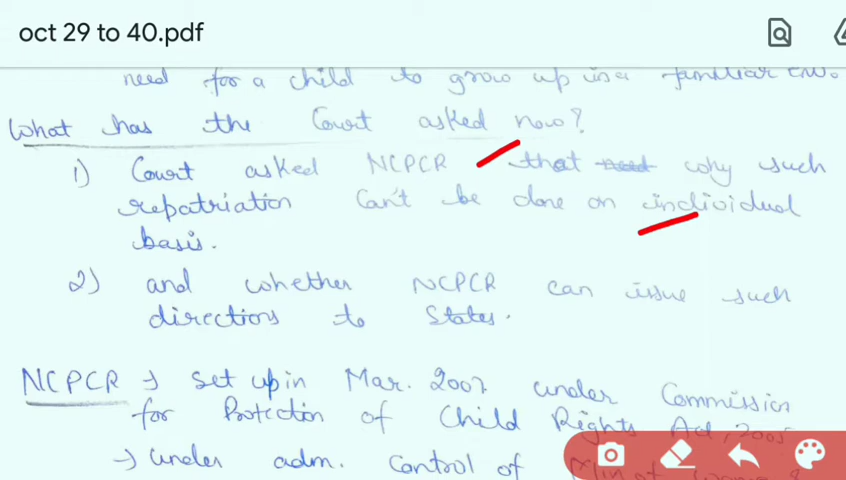 oct 29 to 40.pdf
need for a child to grow up in a familiar env.
What has the Court asked now?
1) Court asked NCPCR that need why such
repatriation can't be done on individual
basis.
2) and whether NCPCR can issue such
directions to States.
NCPCR → set up in Mar. 2007 under Commission
for Protection of Child Rights Act, 2005
→ under adm. Control of Min of Women &